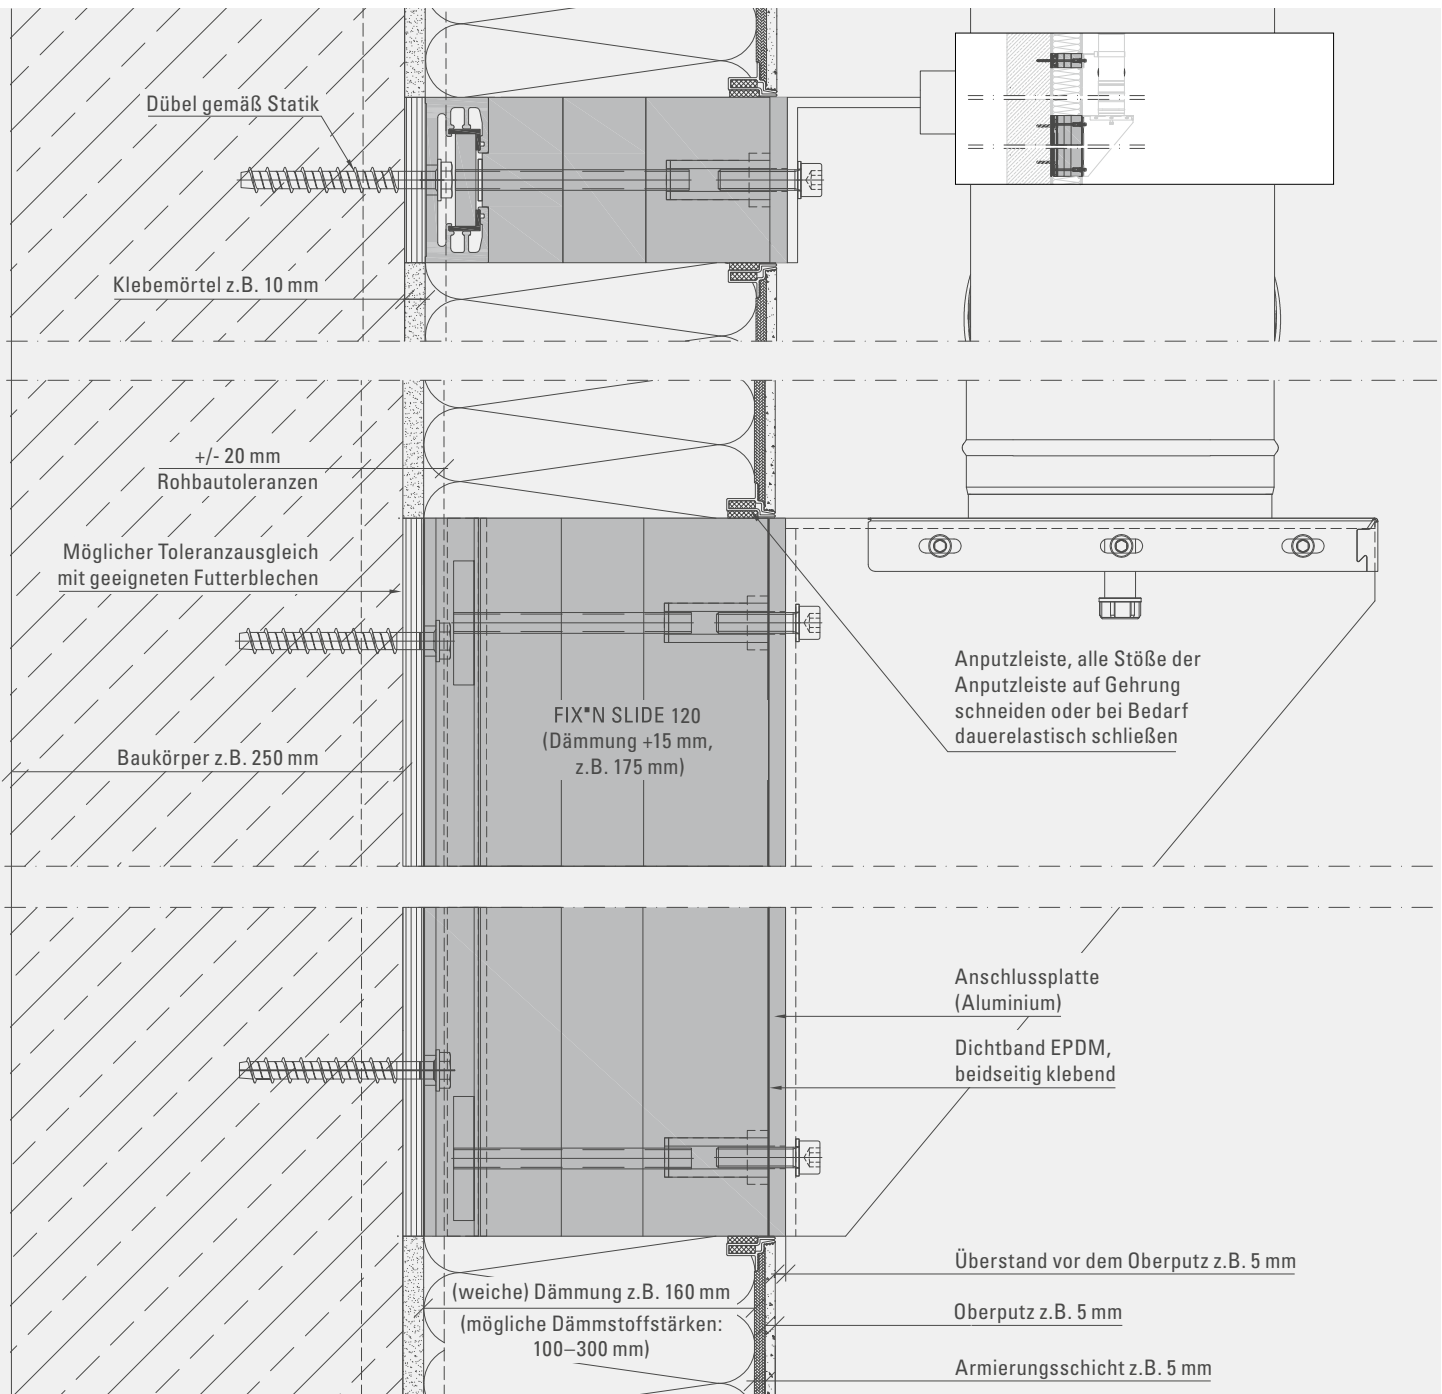 Dübel gemäß Statik
Klebemörtel z.B. 10 mm
+/- 20 mm
Rohbautoleranzen
Möglicher Toleranzausgleich
mit geeigneten Futterblechen
Anputzleiste, alle Stöße der
Anputzleiste auf Gehrung
schneiden oder bei Bedarf
dauerelastisch schließen
FIX■N SLIDE 120
(Dämmung +15 mm,
z.B. 175 mm)
Baukörper z.B. 250 mm
Anschlussplatte
(Aluminium)
Dichtband EPDM,
beidseitig klebend
Überstand vor dem Oberputz z.B. 5 mm
(weiche) Dämmung z.B. 160 mm
(mögliche Dämmstoffstärken:
100–300 mm)
Oberputz z.B. 5 mm
Armierungsschicht z.B. 5 mm